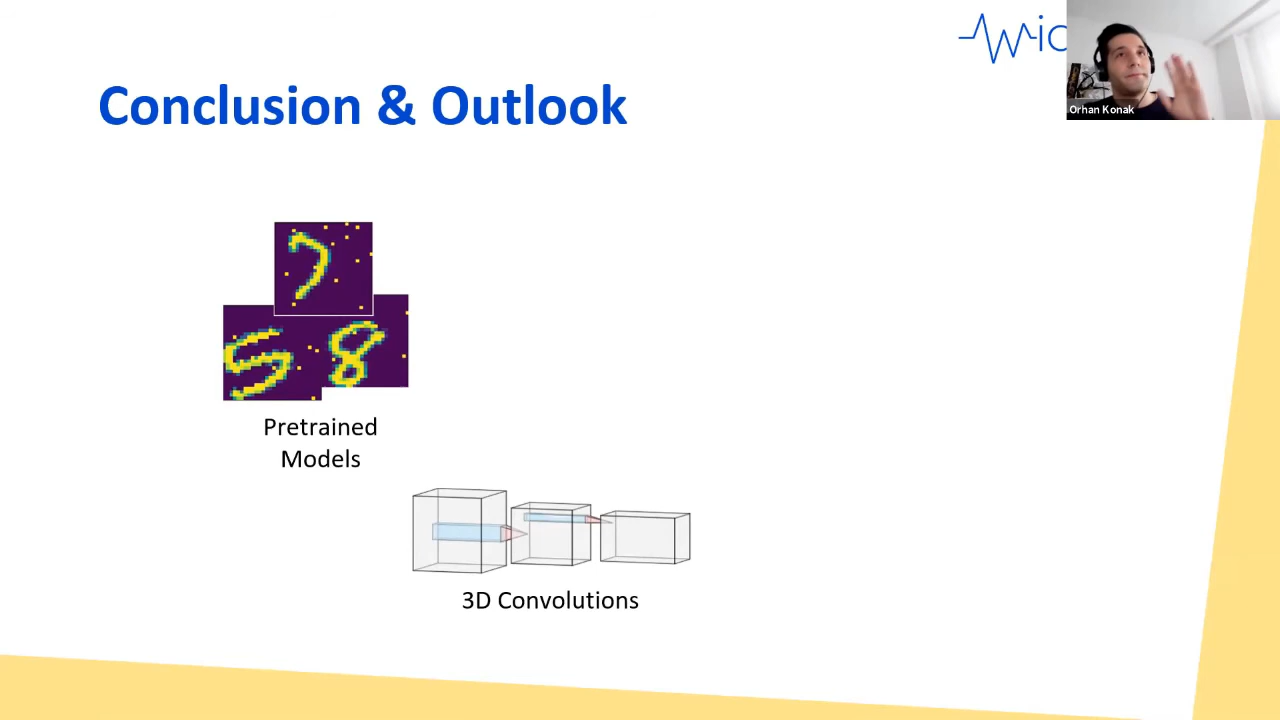 Conclusion & Outlook
Orhan Konak
Pretrained
Models
3D Convolutions